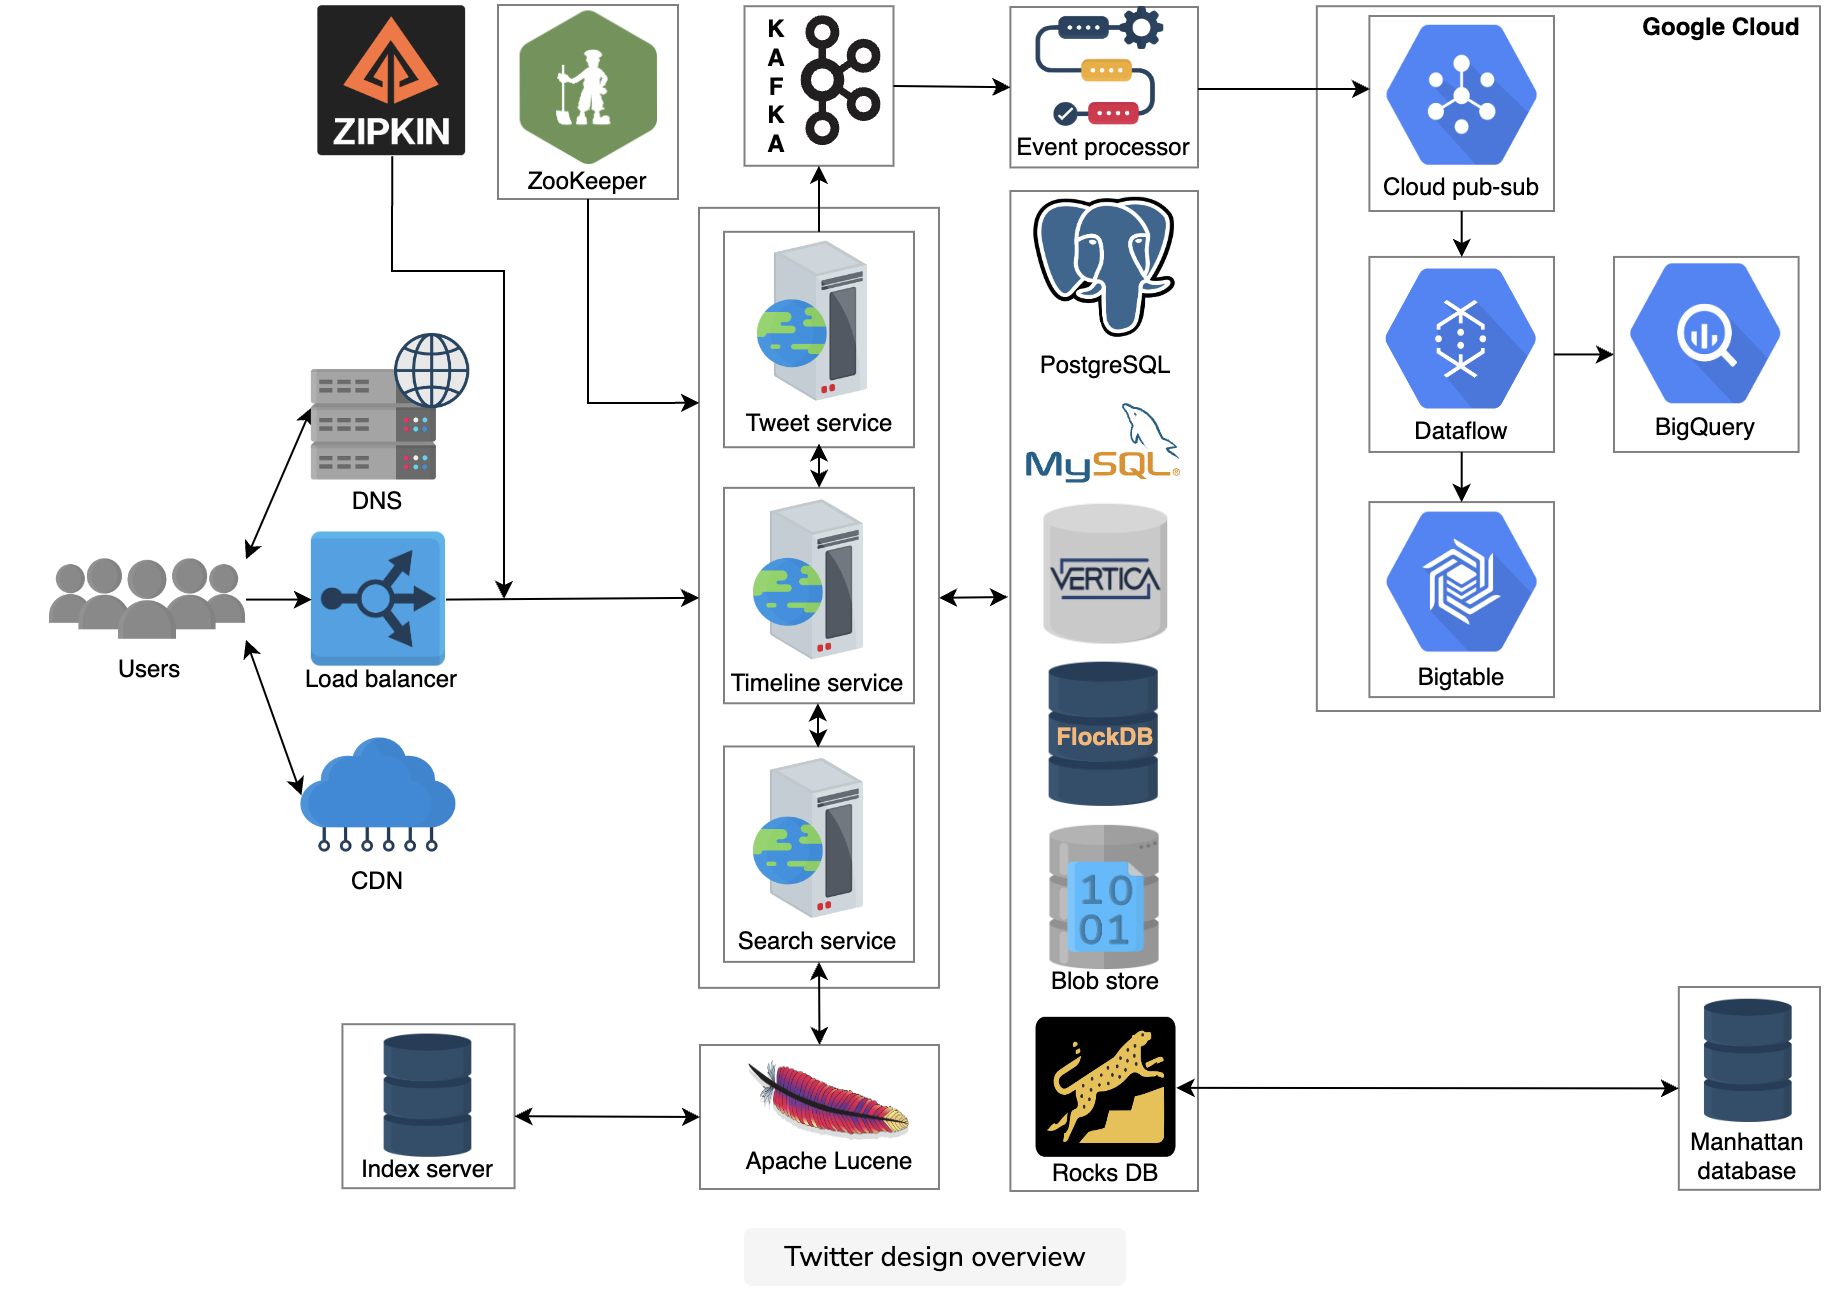 ZIPKIN
ZooKeeper
K
A
F
K
A
Event processor
Google Cloud
Cloud pub-sub
Tweet service
PostgreSQL
Dataflow
BigQuery
MySQL®
DNS
VERTICA
Users
Load balancer
Timeline service
Bigtable
FlockDB
CDN
10
01
Search service
Blob store
Index server
Apache Lucene
Rocks DB
Manhattan
database
Twitter design overview